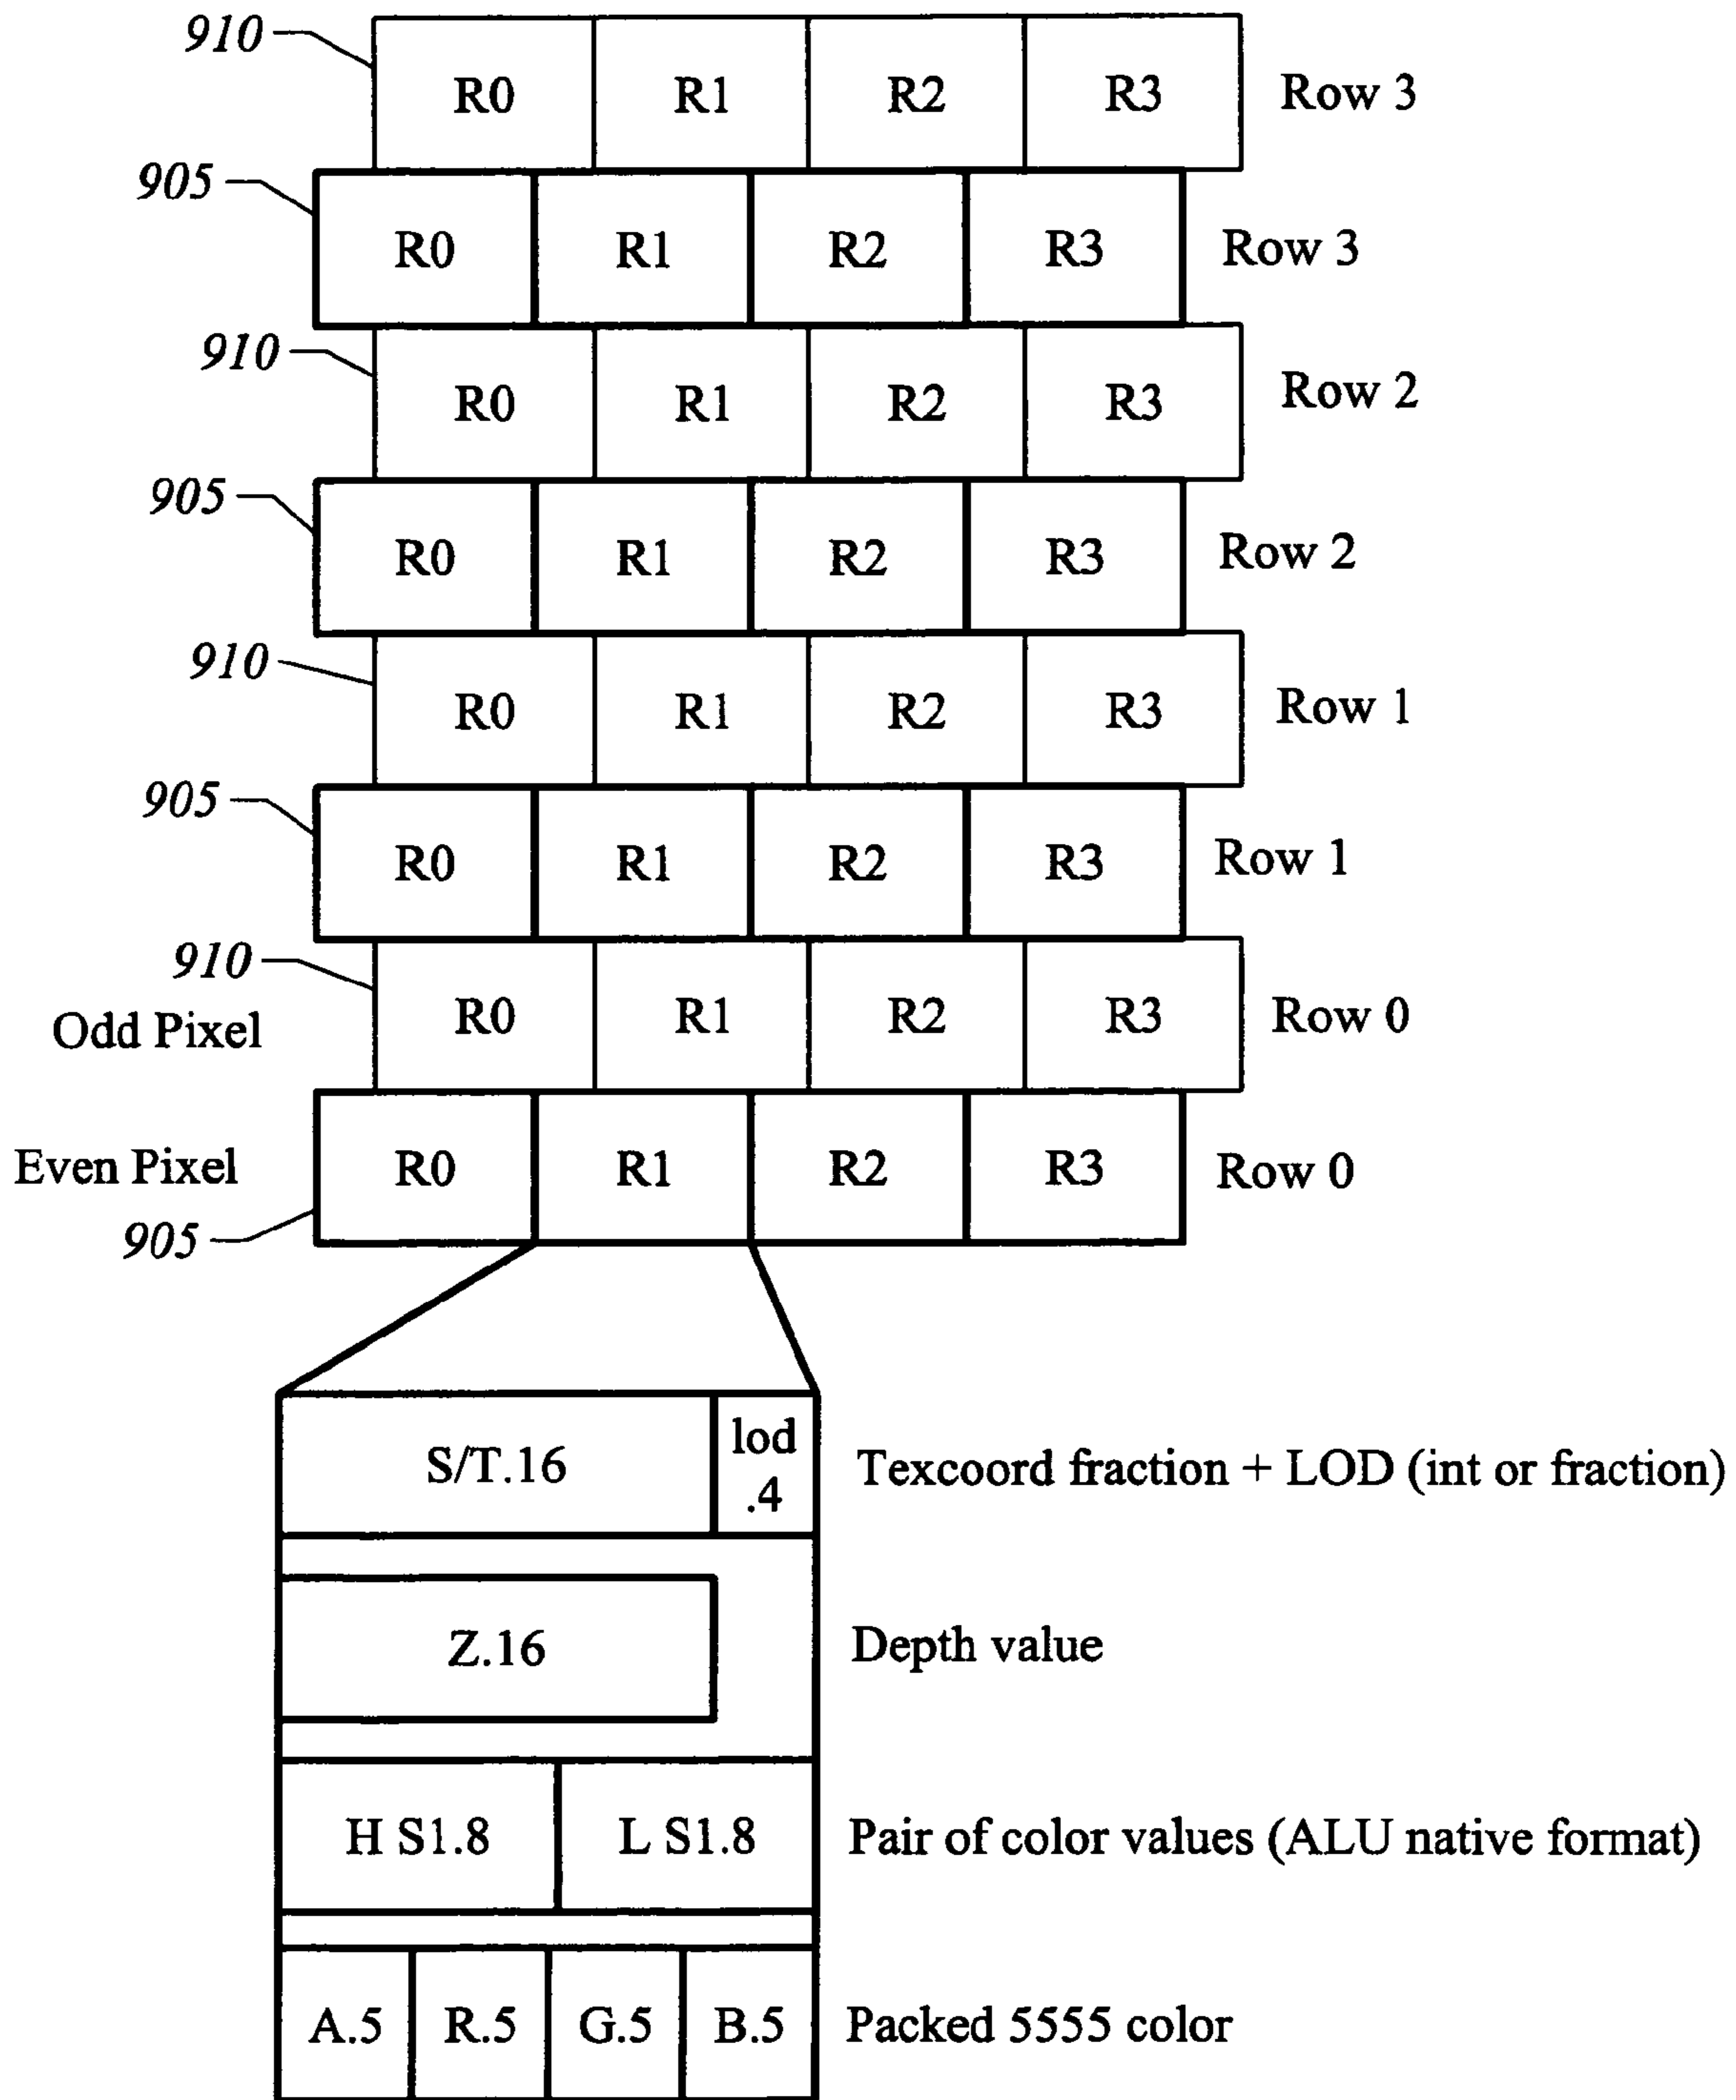 910
R0 R1 R2 R3 Row 3
905
R0 R1 R2 R3 Row 3
910
R0 R1 R2 R3 Row 2
905
R0 R1 R2 R3 Row 2
910
R0 R1 R2 R3 Row 1
905
R0 R1 R2 R3 Row 1
910
Odd Pixel R0 R1 R2 R3 Row 0
Even Pixel R0 R1 R2 R3 Row 0
905
S/T.16 lod .4 Texcoord fraction + LOD (int or fraction)
Z.16 Depth value
H S1.8 L S1.8 Pair of color values (ALU native format)
A.5 R.5 G.5 B.5 Packed 5555 color